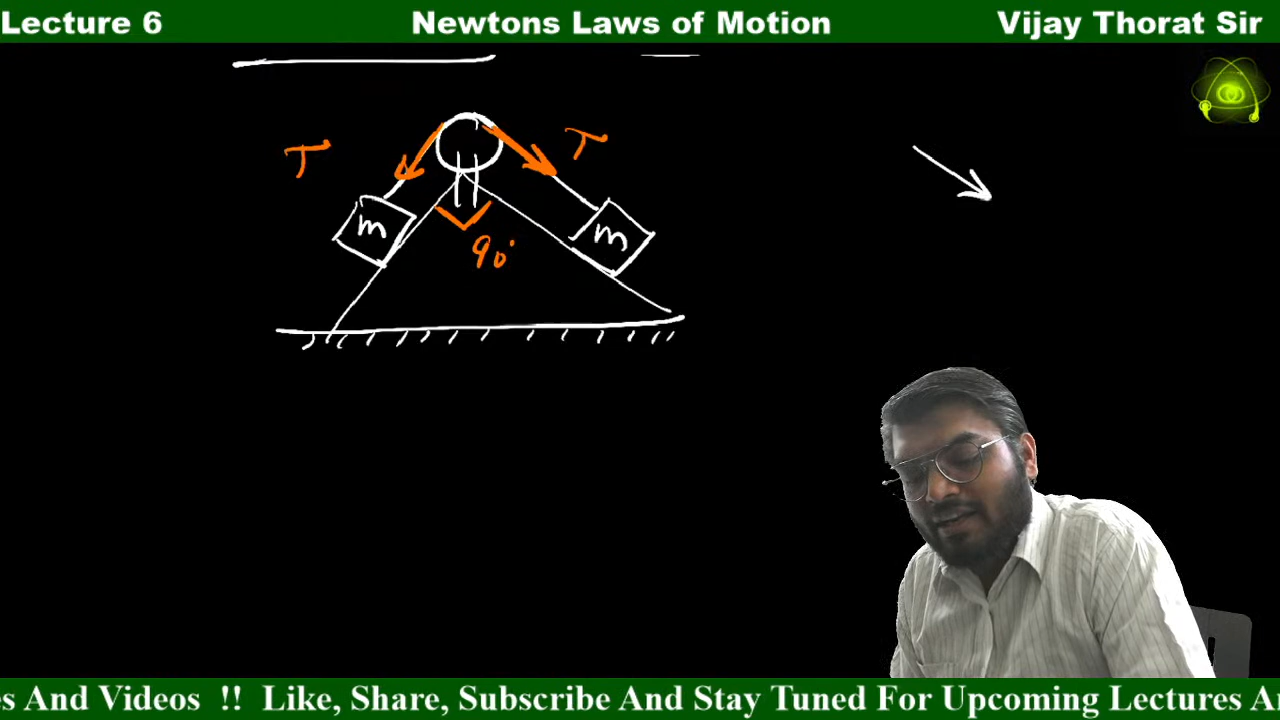 Lecture 6 Newtons Laws of Motion Vijay Thorat Sir
T T
m m
90°
es And Videos !! Like, Share, Subscribe And Stay Tuned For Upcoming Lectures A